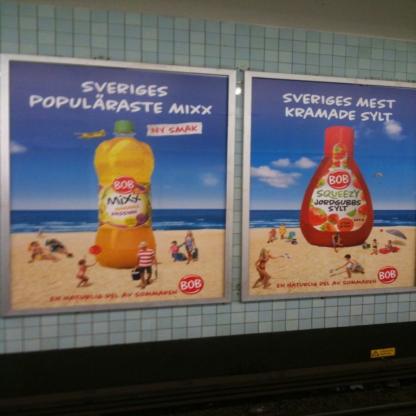 SVERIGES
POPULÄRASTE MIXX
NY SMAK
BOB
MIXX
EN NATURLIG DEL AV SOMMAREN
BOB
SVERIGES MEST
KRAMADE SYLT
BOB
SQUEEZY
JORDGUBBS
SYLT
EN NATURLIG DEL AV SOMMAREN
BOB